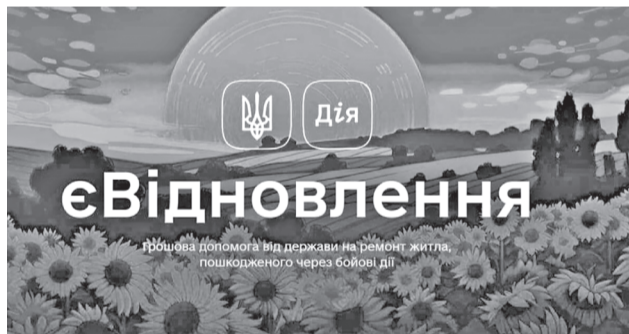 Дія
єВідновлення
Грошова допомога від держави на ремонт житла,
пошкодженого через бойові дії